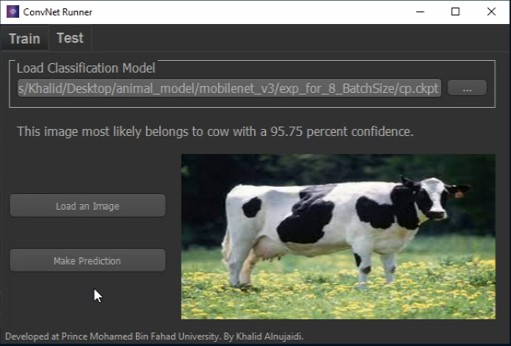 ConvNet Runner
Train Test
Load Classification Model
s/Khalid/Desktop/animal_model/mobilenet_v3/exp_for_8_BatchSize/cp.ckpt ...
This image most likely belongs to cow with a 95.75 percent confidence.
Load an Image
Make Prediction
Developed at Prince Mohamed Bin Fahad University. By Khalid Alnujaidi.